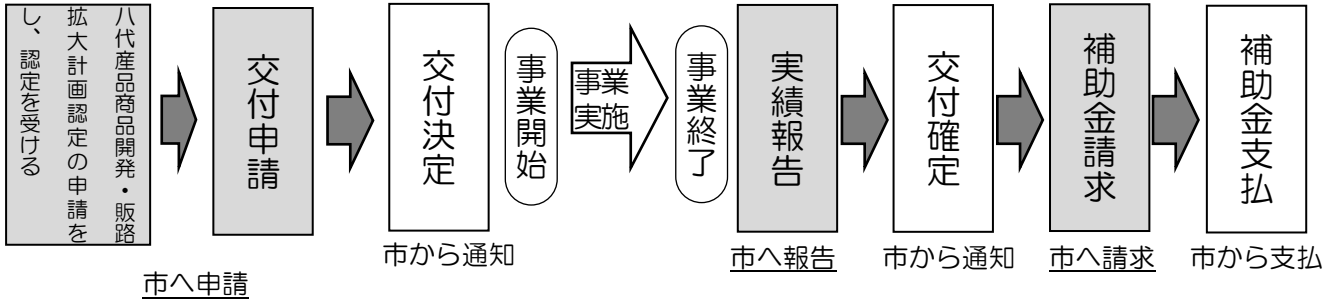 八代産品商品開発・販路
拡大計画認定の申請を
し、認定を受ける
交付申請
交付決定
事業開始
事業
実施
事業終了
実績報告
交付確定
補助金請求
補助金支払
市へ申請
市から通知
市へ報告
市から通知
市へ請求
市から支払